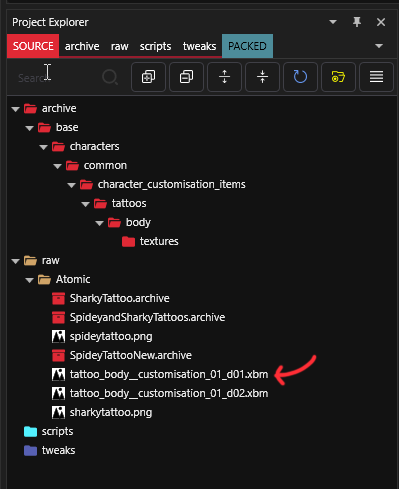 Project Explorer
SOURCE archive raw scripts tweaks PACKED
Search
archive
base
characters
common
character_customisation_items
tattoos
body
textures
raw
Atomic
SharkyTattoo.archive
SpideyandSharkyTattoos.archive
spideytattoo.png
SpideyTattooNew.archive
tattoo_body__customisation_01_d01.xbm
tattoo_body__customisation_01_d02.xbm
sharkytattoo.png
scripts
tweaks